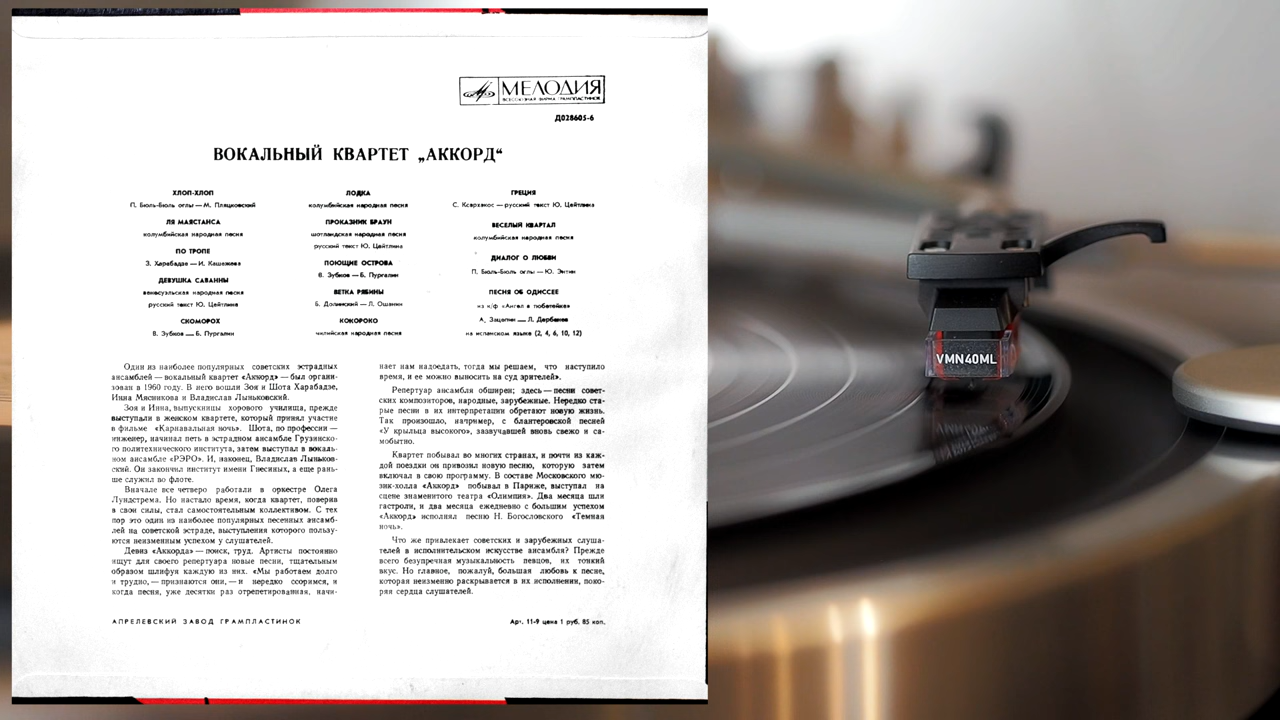 МЕЛОДИЯ
ВСЕСОЮЗНАЯ ФИРМА ГРАМПЛАСТИНОК
Д028605-6
ВОКАЛЬНЫЙ КВАРТЕТ „АККОРД“
ХЛОП-ХЛОП
П. Бюль-Бюль оглы — М. Пляцковский
ЛЯ МАЯСТАНСА
колумбийская народная песня
ПО ТРОПЕ
З. Харабадзе — И. Кашежева
ДЕВУШКА САВАННЫ
венесуэльская народная песня
русский текст Ю. Цейтлина
СКОМОРОХ
В. Зубков — Б. Пургалин
ЛОДКА
колумбийская народная песня
ПРОКАЗНИК БРАУН
шотландская народная песня
русский текст Ю. Цейтлина
ПОЮЩИЕ ОСТРОВА
В. Зубков — Б. Пургалин
ВЕТКА РЯБИНЫ
Б. Долинский — Л. Ошанин
КОКОРОКО
чилийская народная песня
ГРЕЦИЯ
С. Ксархакос — русский текст Ю. Цейтлина
ВЕСЕЛЫЙ КВАРТАЛ
колумбийская народная песня
ДИАЛОГ О ЛЮБВИ
П. Бюль-Бюль оглы — Ю. Энтин
ПЕСНЯ ОБ ОДИССЕЕ
из к/ф «Ангел в тюбетейке»
А. Зацепин — Л. Дербенев
на испанском языке (2, 4, 6, 10, 12)
Один из наиболее популярных советских эстрадных
ансамблей — вокальный квартет «Аккорд» — был органи-
зован в 1960 году. В него вошли Зоя и Шота Харабадзе,
Инна Мясникова и Владислав Лыньковский.
Зоя и Инна, выпускницы хорового училища, прежде
выступали в женском квартете, который принял участие
в фильме «Карнавальная ночь». Шота, по профессии —
инженер, начинал петь в эстрадном ансамбле Грузинско-
го политехнического института, затем выступал в вокаль-
ном ансамбле «РЭРО». И, наконец, Владислав Лыньков-
ский. Он закончил институт имени Гнесиных, а еще рань-
ше служил во флоте.
Вначале все четверо работали в оркестре Олега
Лундстрема. Но настало время, когда квартет, поверив
в свои силы, стал самостоятельным коллективом. С тех
пор это один из наиболее популярных песенных ансамб-
лей на советской эстраде, выступления которого пользу-
ются неизменным успехом у слушателей.
Девиз «Аккорда» — поиск, труд. Артисты постоянно
ищут для своего репертуара новые песни, тщательным
образом шлифуя каждую из них. «Мы работаем долго
и трудно, — признаются они, — и нередко ссоримся, и
когда песня, уже десятки раз отрепетированная, начи-
нает нам надоедать, тогда мы решаем, что наступило
время, и ее можно выносить на суд зрителей».
Репертуар ансамбля обширен; здесь — песни совет-
ских композиторов, народные, зарубежные. Нередко ста-
рые песни в их интерпретации обретают новую жизнь.
Так произошло, например, с блантеровской песней
«У крыльца высокого», зазвучавшей вновь свежо и са-
мобытно.
Квартет побывал во многих странах, и почти из каж-
дой поездки он привозил новую песню, которую затем
включал в свою программу. В составе Московского мю-
зик-холла «Аккорд» побывал в Париже, выступал на
сцене знаменитого театра «Олимпия». Два месяца шли
гастроли, и два месяца ежедневно с большим успехом
«Аккорд» исполнял песню Н. Богословского «Темная
ночь».
Что же привлекает советских и зарубежных слуша-
телей в исполнительском искусстве ансамбля? Прежде
всего безупречная музыкальность певцов, их тонкий
вкус. Но главное, пожалуй, большая любовь к песне,
которая неизменно раскрывается в их исполнении, поко-
ряя сердца слушателей.
АПРЕЛЕВСКИЙ ЗАВОД ГРАМПЛАСТИНОК
Арт. 11-9 цена 1 руб. 85 коп.
VMN40ML